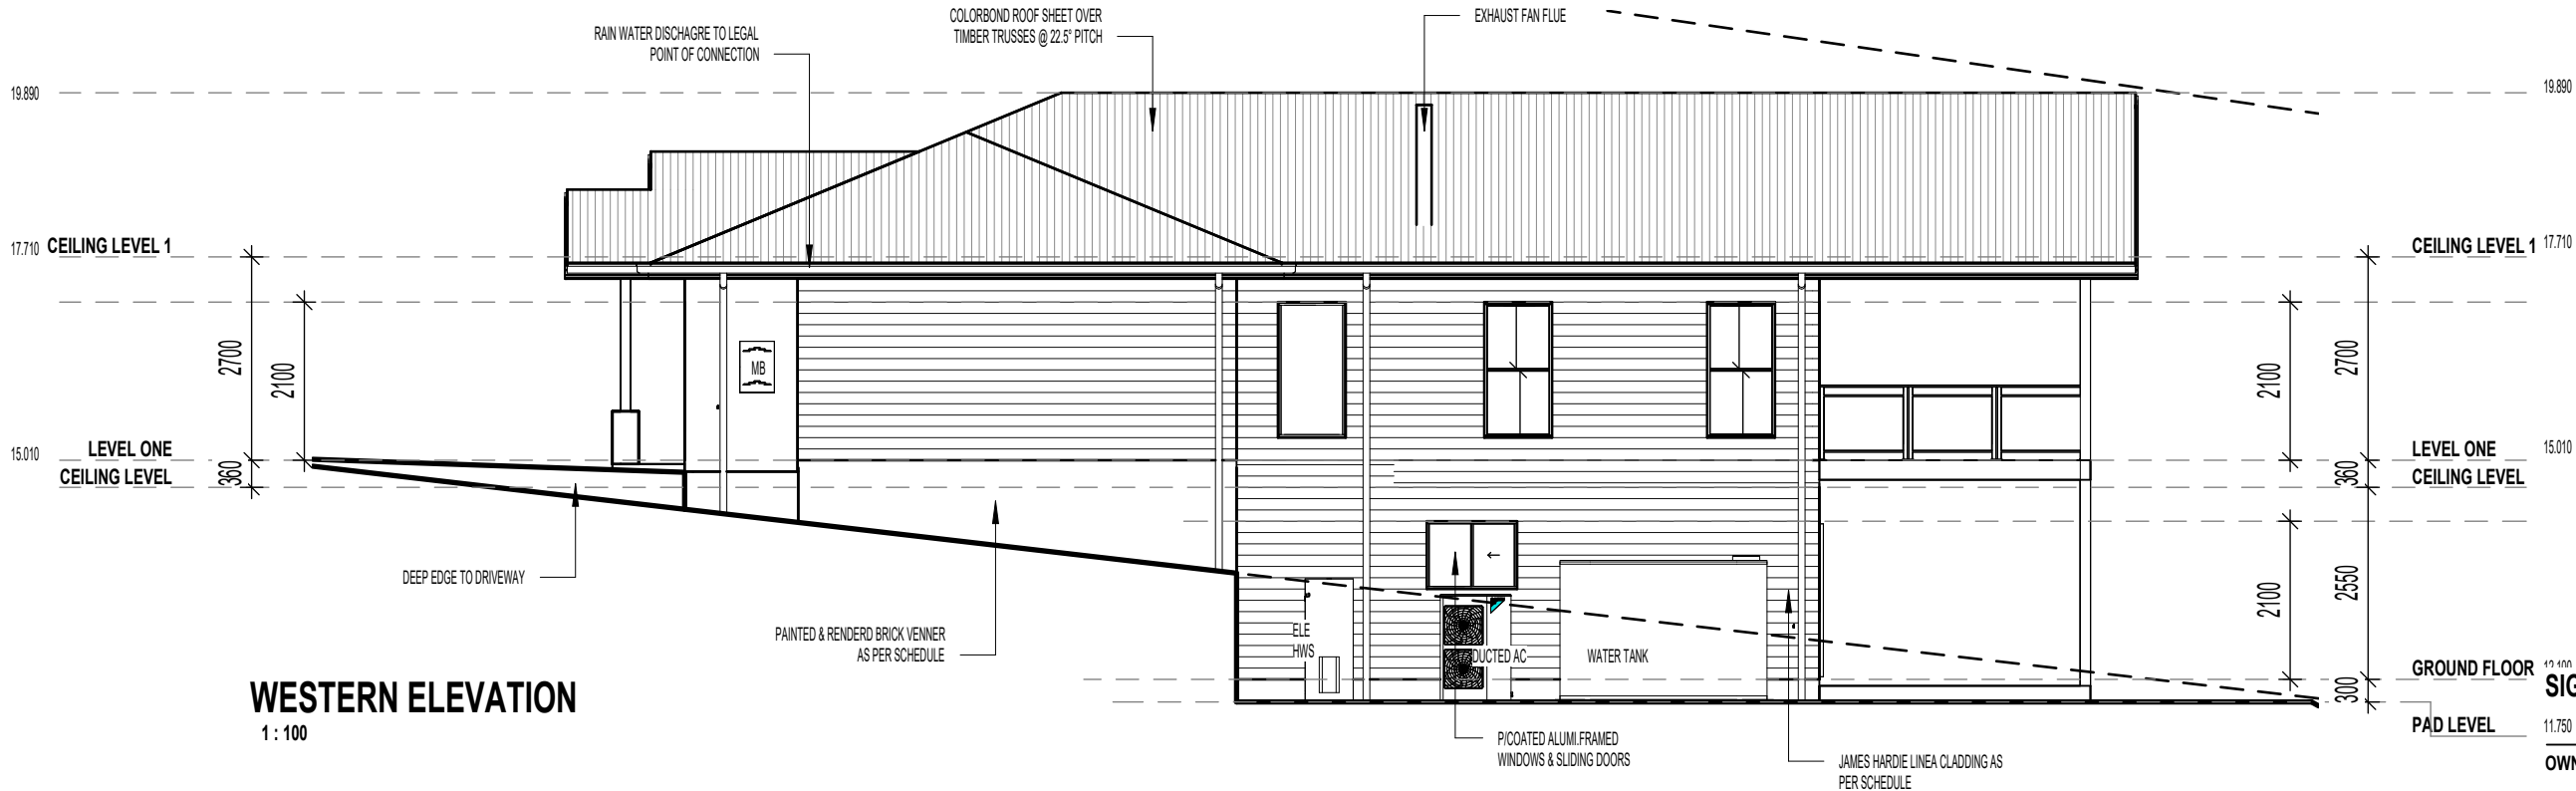 COLORBOND ROOF SHEET OVER
TIMBER TRUSSES @ 22.5° PITCH
EXHAUST FAN FLUE
RAIN WATER DISCHAGRE TO LEGAL
POINT OF CONNECTION
19.890
19.890
17.710 CEILING LEVEL 1
CEILING LEVEL 1 17.710
2700
2100
2100
2700
MB
15.010 LEVEL ONE
CEILING LEVEL
360
LEVEL ONE 15.010
CEILING LEVEL
360
DEEP EDGE TO DRIVEWAY
PAINTED & RENDERD BRICK VENNER
AS PER SCHEDULE
←
ELE
HWS
DUCTED AC
WATER TANK
2100
2550
300
GROUND FLOOR
SIG
PAD LEVEL 11.750
OWN
WESTERN ELEVATION
1 : 100
P/COATED ALUMI.FRAMED
WINDOWS & SLIDING DOORS
JAMES HARDIE LINEA CLADDING AS
PER SCHEDULE